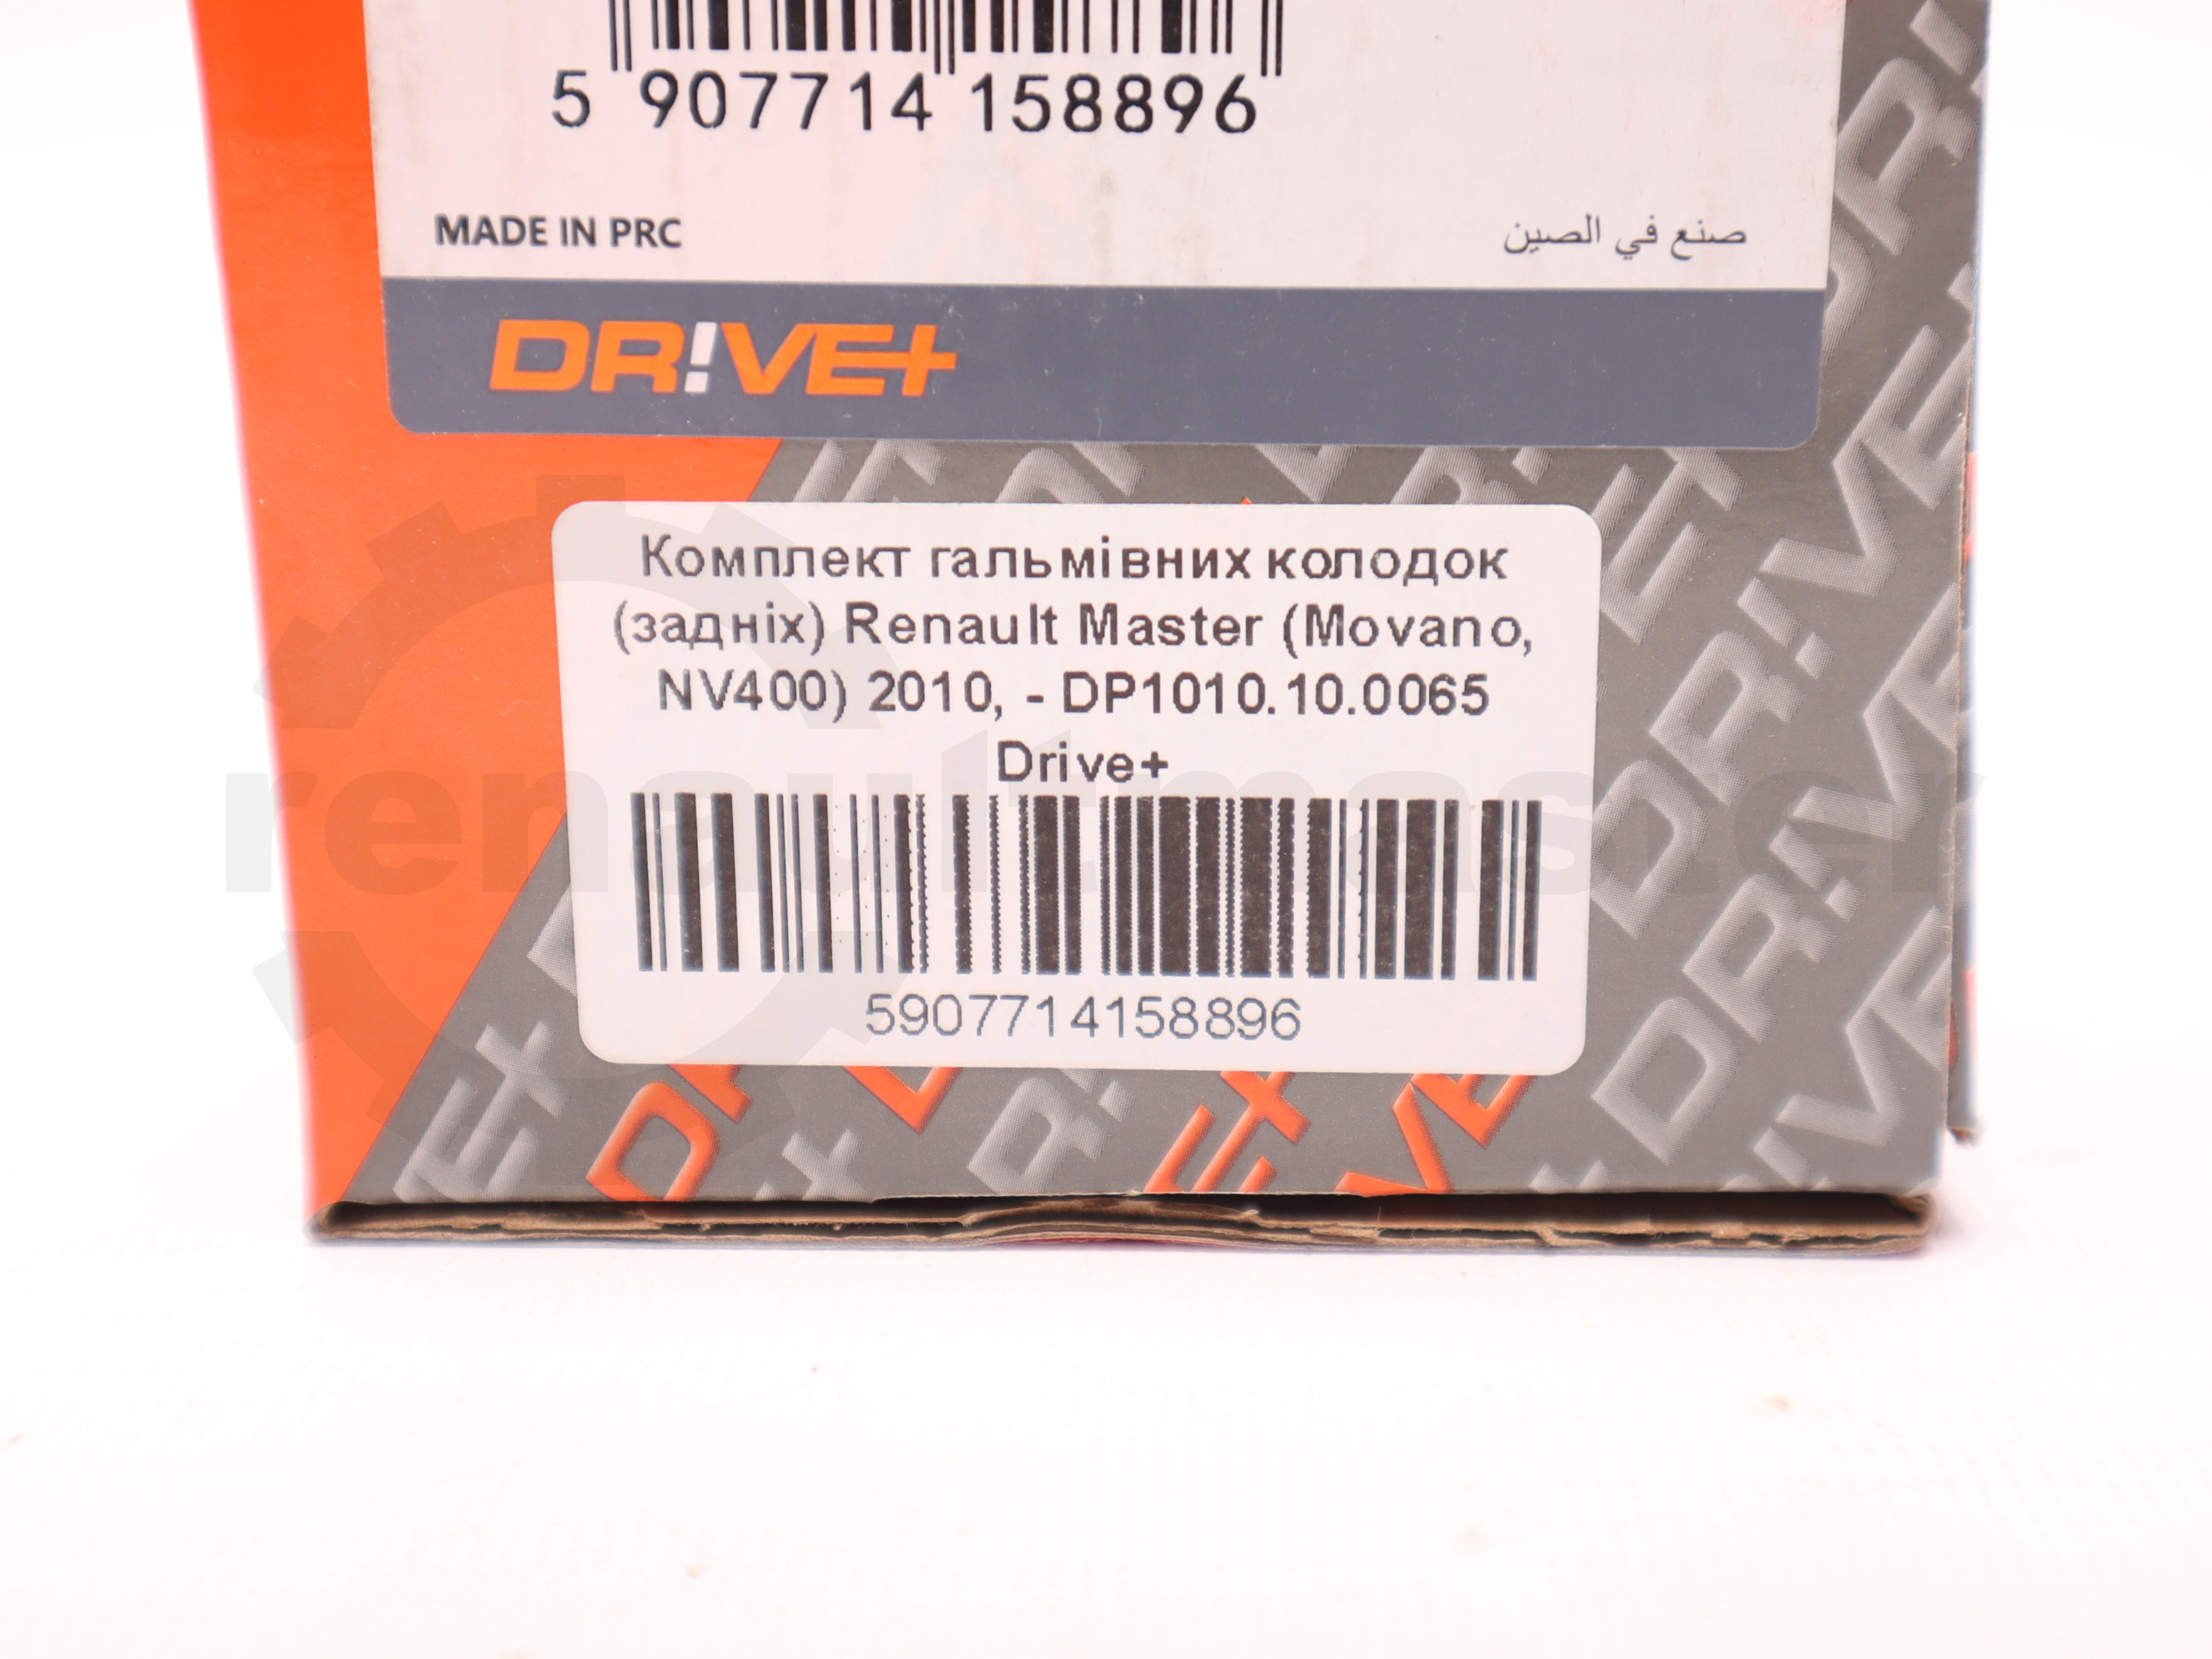 5 907714 158896
MADE IN PRC
صنع في الصين
DR!VE+
Комплект гальмівних колодок
(задніх) Renault Master (Movano,
NV400) 2010, - DP1010.10.0065
Drive+
5907714158896
renaultmaster